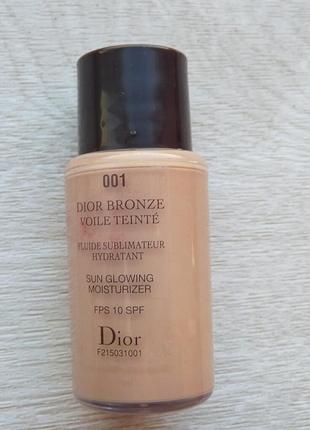 001
DIOR BRONZE
VOILE TEINTÉ
FLUIDE SUBLIMATEUR
HYDRATANT
SUN GLOWING
MOISTURIZER
FPS 10 SPF
Dior
F215031001